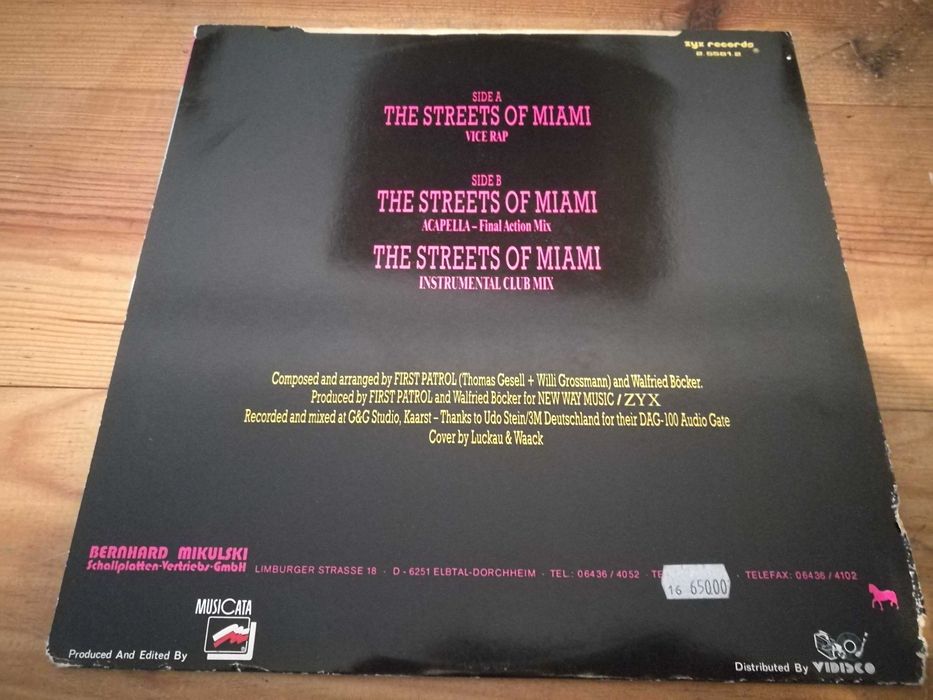 zyx records
2.5581.2
SIDE A
THE STREETS OF MIAMI
VICE RAP
SIDE B
THE STREETS OF MIAMI
ACAPELLA – Final Action Mix
THE STREETS OF MIAMI
INSTRUMENTAL CLUB MIX
Composed and arranged by FIRST PATROL (Thomas Gesell + Willi Grossmann) and Walfried Böcker.
Produced by FIRST PATROL and Walfried Böcker for NEW WAY MUSIC / ZYX
Recorded and mixed at G&G Studio, Kaarst – Thanks to Udo Stein/3M Deutschland for their DAG-100 Audio Gate
Cover by Luckau & Waack
BERNHARD MIKULSKI
Schallplatten-Vertriebs-GmbH LIMBURGER STRASSE 18 · D - 6251 ELBTAL-DORCHHEIM · TEL.: 06436 / 4052 · · TELEFAX: 06436 / 4102
16 650.00
MUSICATA
Produced And Edited By
Distributed By VIDISCO